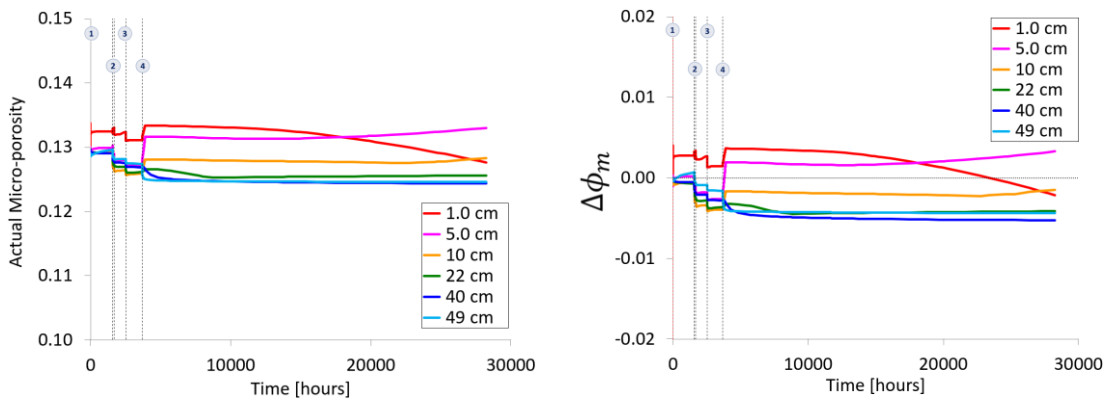 0.15
0.14
0.13
0.12
0.11
0.10
Actual Micro-porosity
1
2
3
4
1.0 cm
5.0 cm
10 cm
22 cm
40 cm
49 cm
0
10000
20000
30000
Time [hours]
0.02
0.01
0.00
-0.01
-0.02
Δϕm
1
2
3
4
1.0 cm
5.0 cm
10 cm
22 cm
40 cm
49 cm
0
10000
20000
30000
Time [hours]